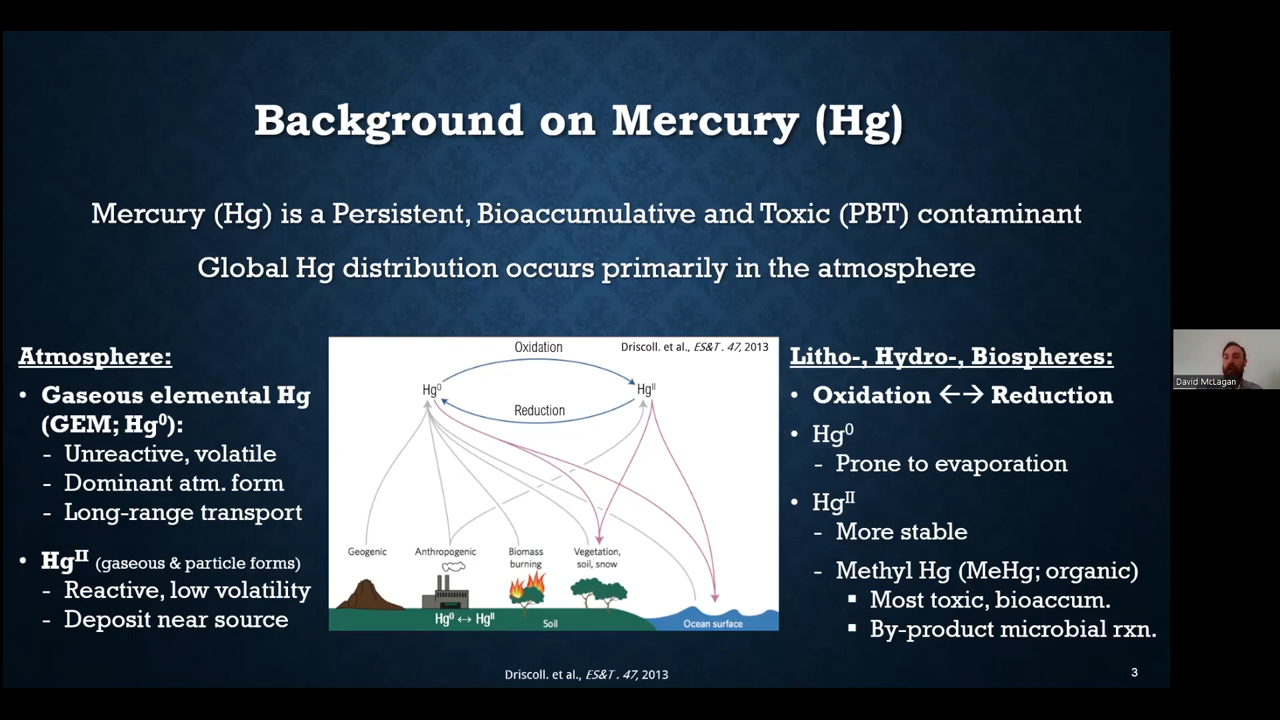 Background on Mercury (Hg)
Mercury (Hg) is a Persistent, Bioaccumulative and Toxic (PBT) contaminant
Global Hg distribution occurs primarily in the atmosphere
Atmosphere:
• Gaseous elemental Hg
(GEM; Hg⁰):
- Unreactive, volatile
- Dominant atm. form
- Long-range transport
• Hgᴵᴵ (gaseous & particle forms)
- Reactive, low volatility
- Deposit near source
Oxidation
Driscoll. et al., ES&T . 47, 2013
Hg⁰
Hgᴵᴵ
Reduction
Geogenic
Anthropogenic
Biomass
burning
Vegetation,
soil, snow
Hg⁰ ↔ Hgᴵᴵ
Soil
Ocean surface
Litho-, Hydro-, Biospheres:
• Oxidation ←→ Reduction
• Hg⁰
- Prone to evaporation
• Hgᴵᴵ
- More stable
- Methyl Hg (MeHg; organic)
▪ Most toxic, bioaccum.
▪ By-product microbial rxn.
Driscoll. et al., ES&T . 47, 2013
3
David McLagan